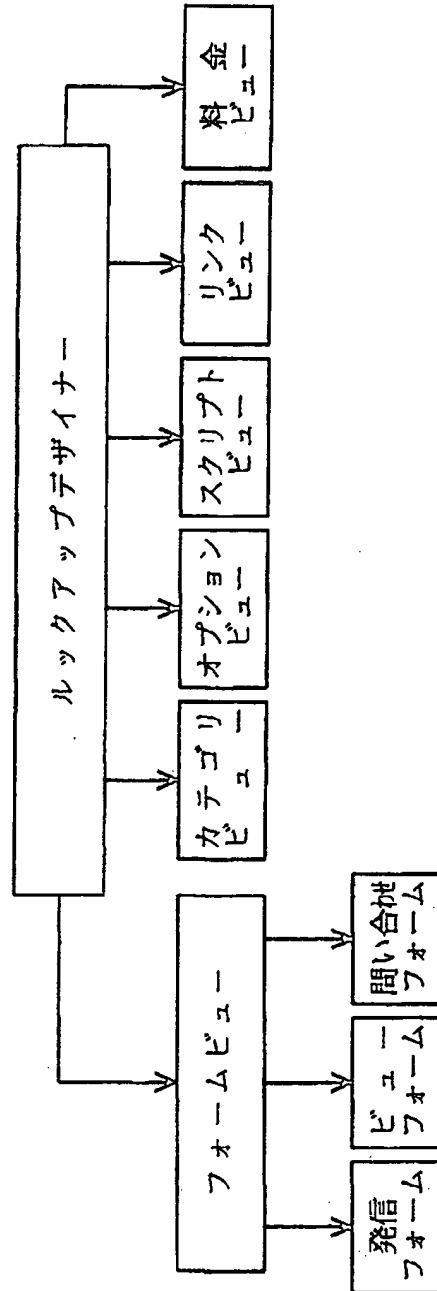 ルックアップデザイナー
フォームビュー
カテゴリ
ビュー
オプション
ビュー
スクリプト
ビュー
リンク
ビュー
料金
ビュー
発信
フォーム
ビュー
フォーム
問い合せ
フォーム